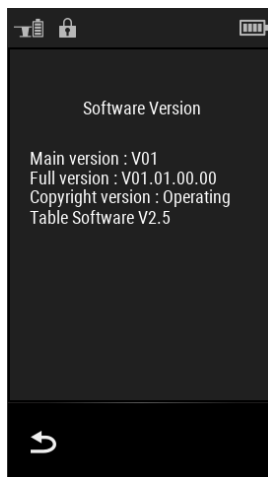 Software Version
Main version : V01
Full version : V01.01.00.00
Copyright version : Operating
Table Software V2.5